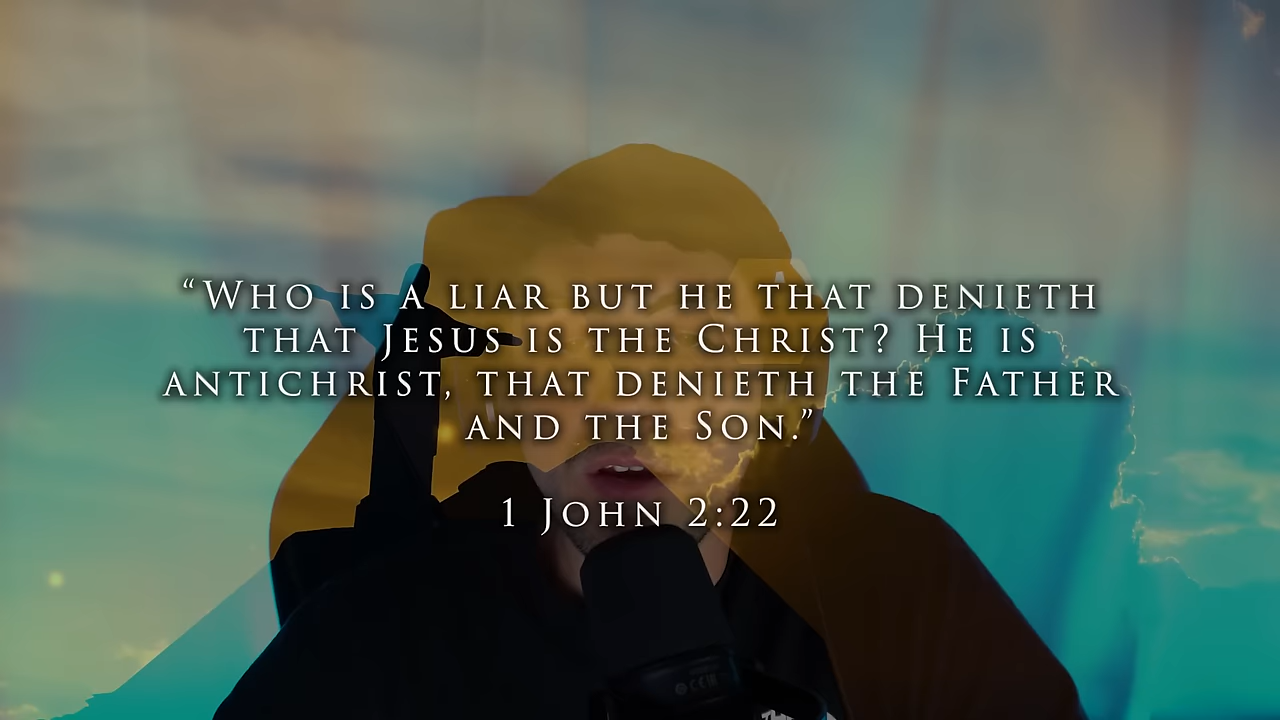 “Who is a liar but he that denieth
that Jesus is the Christ? He is
antichrist, that denieth the Father
and the Son.”
1 John 2:22